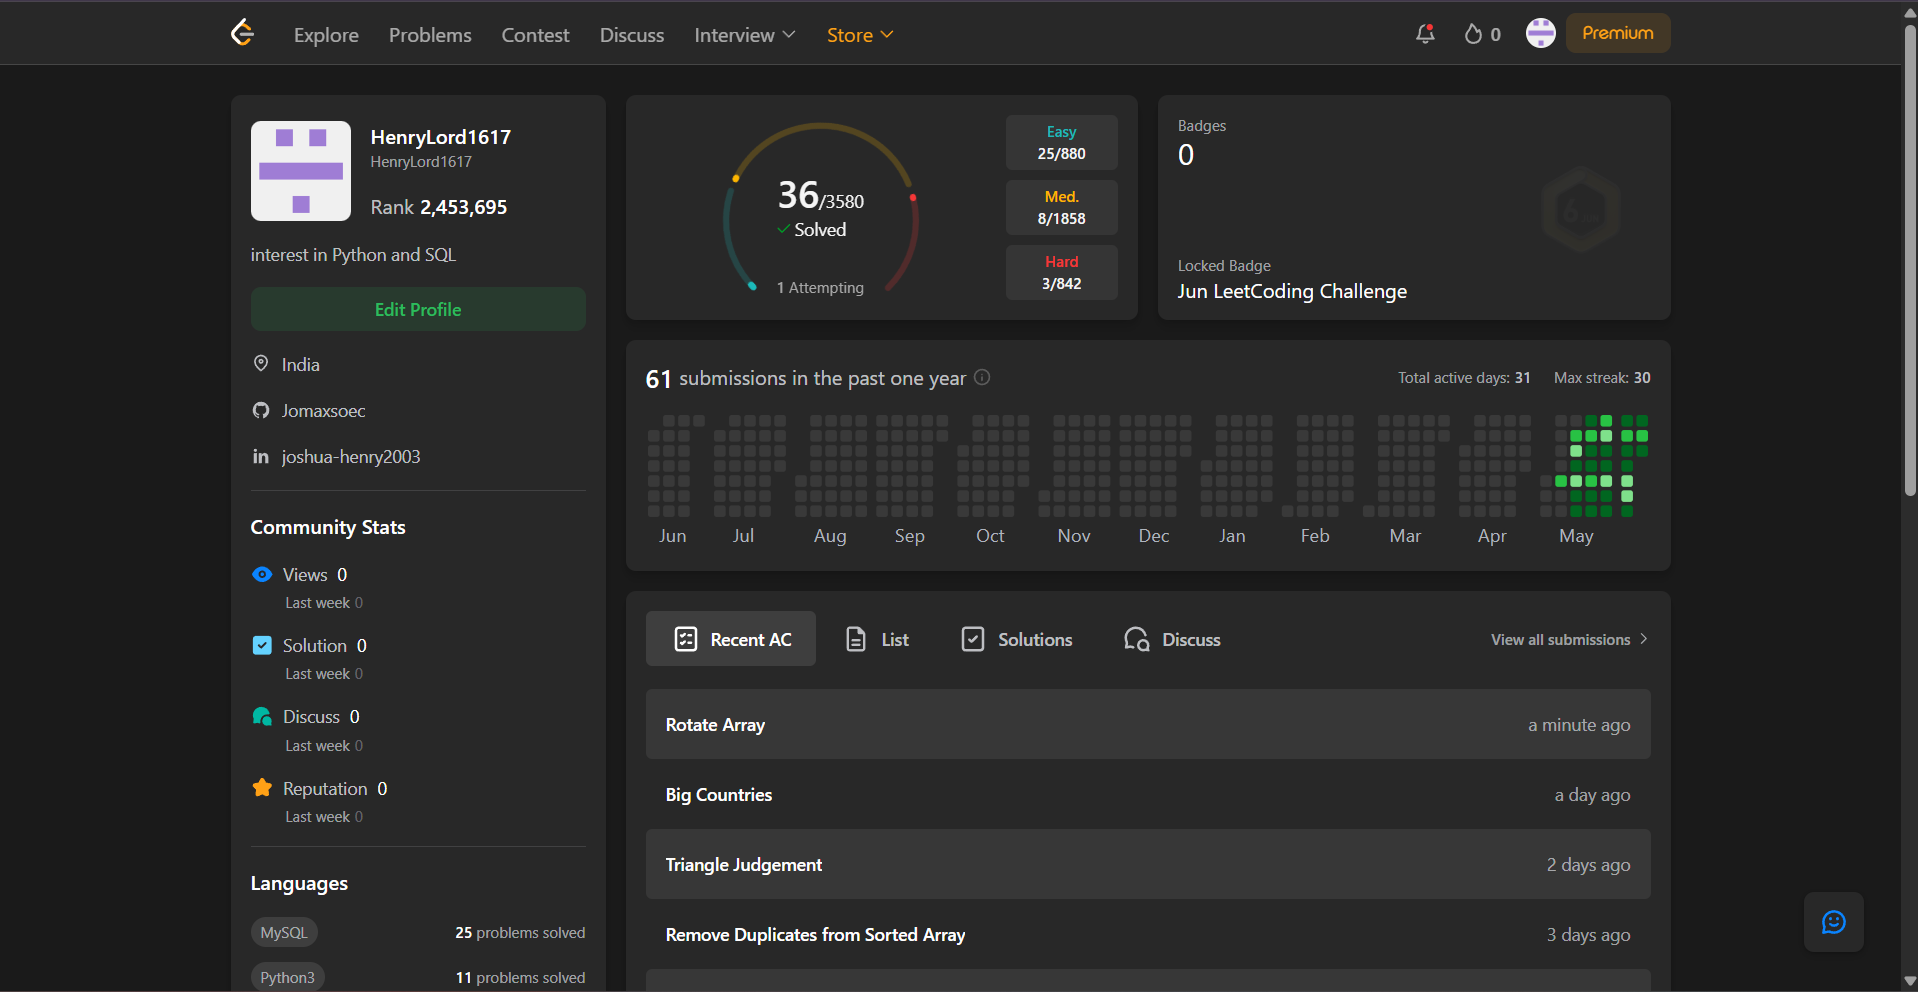 Explore Problems Contest Discuss Interview Store 0 Premium
HenryLord1617
HenryLord1617
Rank 2,453,695
interest in Python and SQL
Edit Profile
India
Jomaxsoec
joshua-henry2003
Community Stats
Views 0
Last week 0
Solution 0
Last week 0
Discuss 0
Last week 0
Reputation 0
Last week 0
Languages
MySQL 25 problems solved
Python3 11 problems solved
36/3580
Solved
1 Attempting
Easy
25/880
Med.
8/1858
Hard
3/842
Badges
0
Locked Badge
Jun LeetCoding Challenge
61 submissions in the past one year Total active days: 31 Max streak: 30
Jun Jul Aug Sep Oct Nov Dec Jan Feb Mar Apr May
Recent AC List Solutions Discuss View all submissions
Rotate Array a minute ago
Big Countries a day ago
Triangle Judgement 2 days ago
Remove Duplicates from Sorted Array 3 days ago